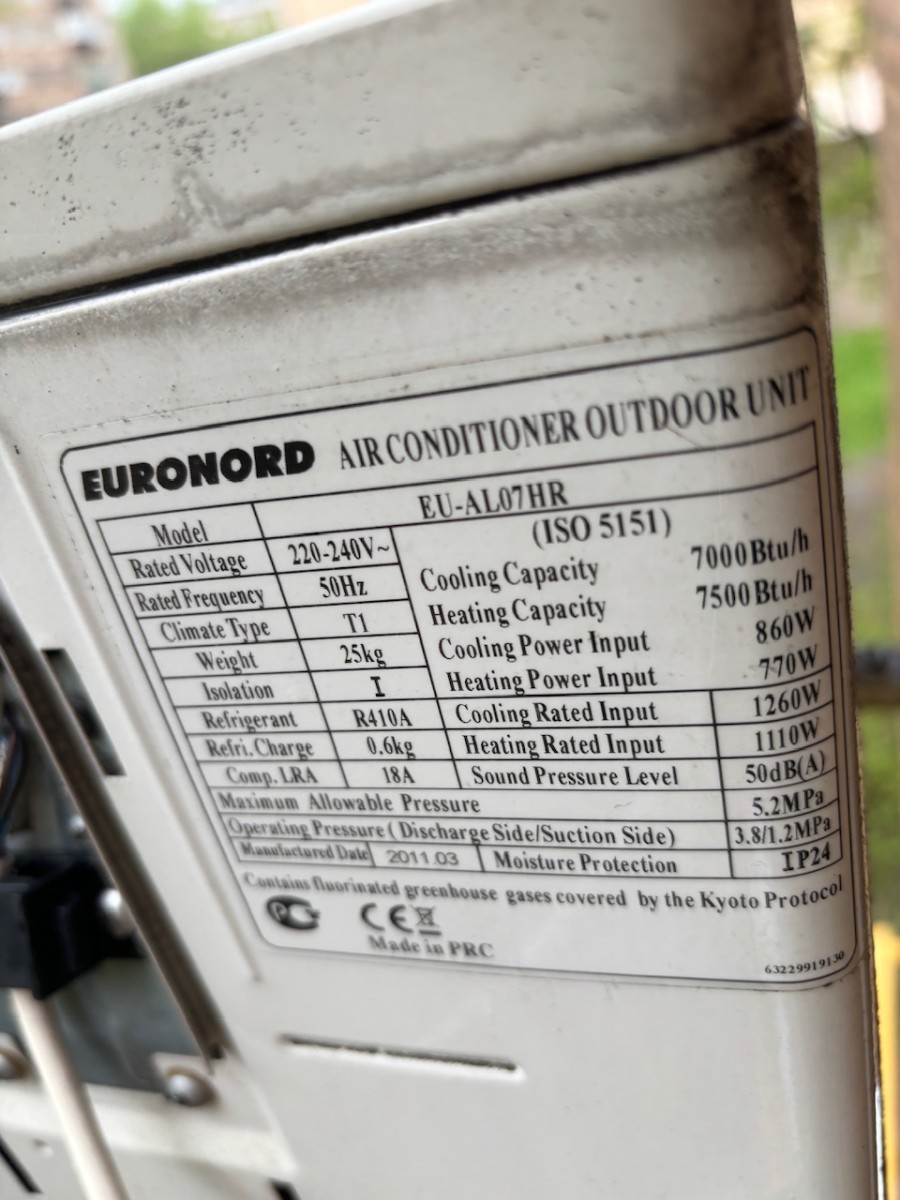 EURONORD AIR CONDITIONER OUTDOOR UNIT
Model EU-AL07HR
Rated Voltage 220-240V~ (ISO 5151)
Rated Frequency 50Hz Cooling Capacity 7000Btu/h
Climate Type T1 Heating Capacity 7500Btu/h
Weight 25kg Cooling Power Input 860W
Isolation I Heating Power Input 770W
Refrigerant R410A Cooling Rated Input 1260W
Refri. Charge 0.6kg Heating Rated Input 1110W
Comp. LRA 18A Sound Pressure Level 50dB(A)
Maximum Allowable Pressure 5.2MPa
Operating Pressure ( Discharge Side/Suction Side) 3.8/1.2MPa
Manufactured Date 2011.03 Moisture Protection IP24
Contains fluorinated greenhouse gases covered by the Kyoto Protocol
PG CE
Made in PRC
63229919130